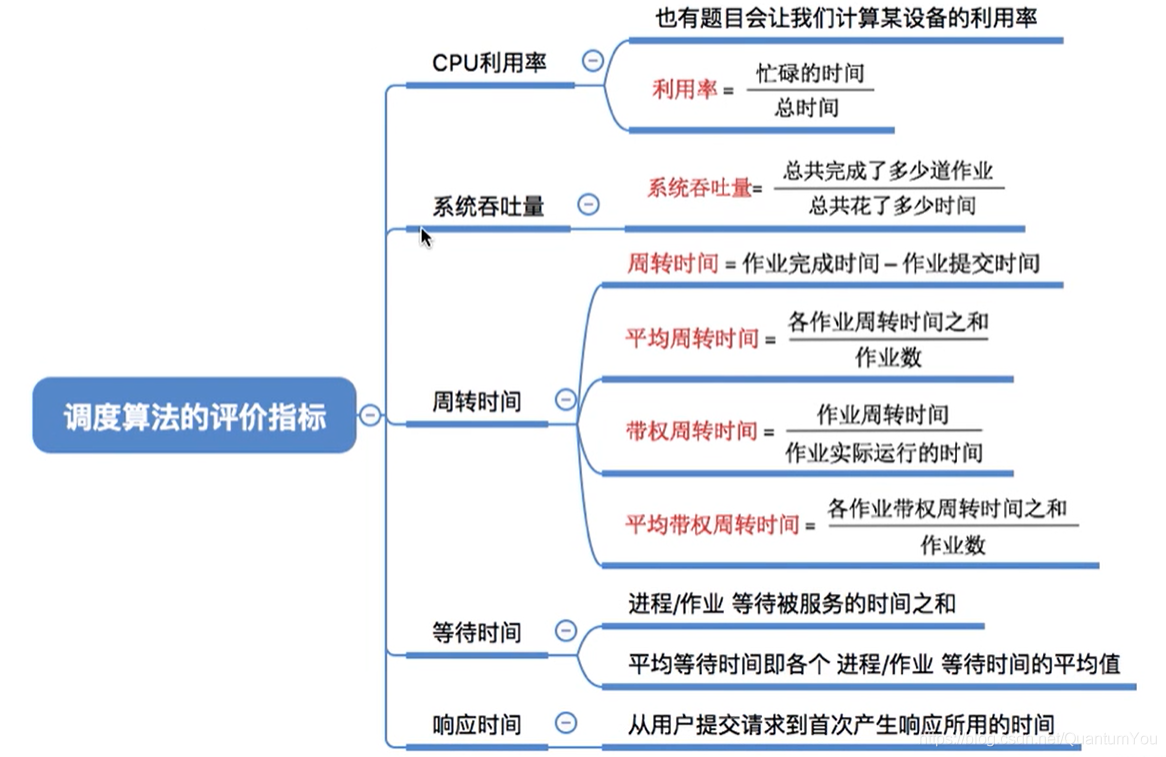 也有题目会让我们计算某设备的利用率
CPU利用率
利用率 = 忙碌的时间
总时间
系统吞吐量
系统吞吐量= 总共完成了多少道作业
总共花了多少时间
周转时间 = 作业完成时间 – 作业提交时间
平均周转时间 = 各作业周转时间之和
作业数
调度算法的评价指标
周转时间
带权周转时间 = 作业周转时间
作业实际运行的时间
平均带权周转时间 = 各作业带权周转时间之和
作业数
等待时间
进程/作业 等待被服务的时间之和
平均等待时间即各个 进程/作业 等待时间的平均值
响应时间
从用户提交请求到首次产生响应所用的时间
https://blog.csdn.net/QuantumYou